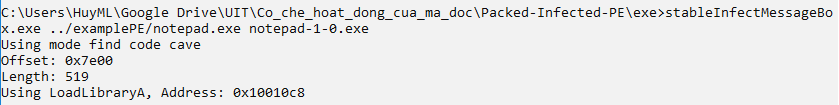 C:\Users\HuyML\Google Drive\UIT\Co_che_hoat_dong_cua_ma_doc\Packed-Infected-PE\exe>stableInfectMessageBo
x.exe ../examplePE/notepad.exe notepad-1-0.exe
Using mode find code cave
Offset: 0x7e00
Length: 519
Using LoadLibraryA, Address: 0x10010c8